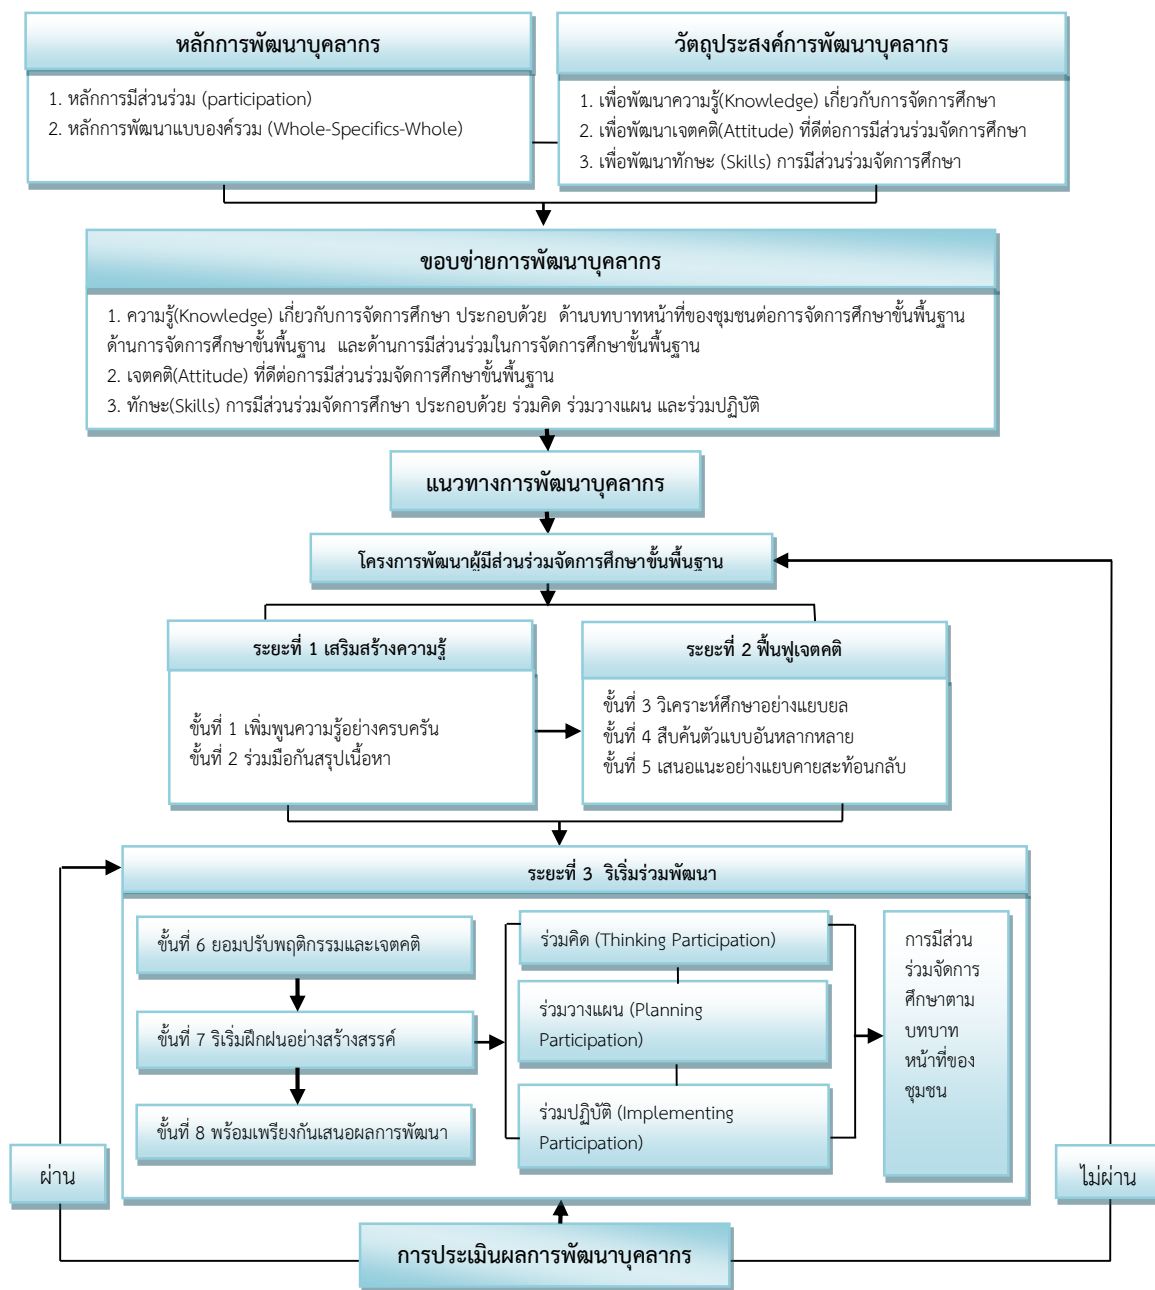 หลักการพัฒนาบุคลากร
1. หลักการมีส่วนร่วม (participation)
2. หลักการพัฒนาแบบองค์รวม (Whole-Specifics-Whole)
วัตถุประสงค์การพัฒนาบุคลากร
1. เพื่อพัฒนาความรู้(Knowledge) เกี่ยวกับการจัดการศึกษา
2. เพื่อพัฒนาเจตคติ(Attitude) ที่ดีต่อการมีส่วนร่วมจัดการศึกษา
3. เพื่อพัฒนาทักษะ (Skills) การมีส่วนร่วมจัดการศึกษา
ขอบข่ายการพัฒนาบุคลากร
1. ความรู้(Knowledge) เกี่ยวกับการจัดการศึกษา ประกอบด้วย ด้านบทบาทหน้าที่ของชุมชนต่อการจัดการศึกษาขั้นพื้นฐาน
ด้านการจัดการศึกษาขั้นพื้นฐาน และด้านการมีส่วนร่วมในการจัดการศึกษาขั้นพื้นฐาน
2. เจตคติ(Attitude) ที่ดีต่อการมีส่วนร่วมจัดการศึกษาขั้นพื้นฐาน
3. ทักษะ(Skills) การมีส่วนร่วมจัดการศึกษา ประกอบด้วย ร่วมคิด ร่วมวางแผน และร่วมปฏิบัติ
แนวทางการพัฒนาบุคลากร
โครงการพัฒนาผู้มีส่วนร่วมจัดการศึกษาขั้นพื้นฐาน
ระยะที่ 1 เสริมสร้างความรู้
ขั้นที่ 1 เพิ่มพูนความรู้อย่างครบครัน
ขั้นที่ 2 ร่วมมือกันสรุปเนื้อหา
ระยะที่ 2 ฟื้นฟูเจตคติ
ขั้นที่ 3 วิเคราะห์ศึกษาอย่างแยบยล
ขั้นที่ 4 สืบค้นตัวแบบอันหลากหลาย
ขั้นที่ 5 เสนอแนะอย่างแยบคายสะท้อนกลับ
ระยะที่ 3 ริเริ่มร่วมพัฒนา
ขั้นที่ 6 ยอมปรับพฤติกรรมและเจตคติ
ขั้นที่ 7 ริเริ่มฝึกฝนอย่างสร้างสรรค์
ขั้นที่ 8 พร้อมเพรียงกันเสนอผลการพัฒนา
ร่วมคิด (Thinking Participation)
ร่วมวางแผน (Planning
Participation)
ร่วมปฏิบัติ (Implementing
Participation)
การมีส่วน
ร่วมจัดการ
ศึกษาตาม
บทบาท
หน้าที่ของ
ชุมชน
ผ่าน
ไม่ผ่าน
การประเมินผลการพัฒนาบุคลากร